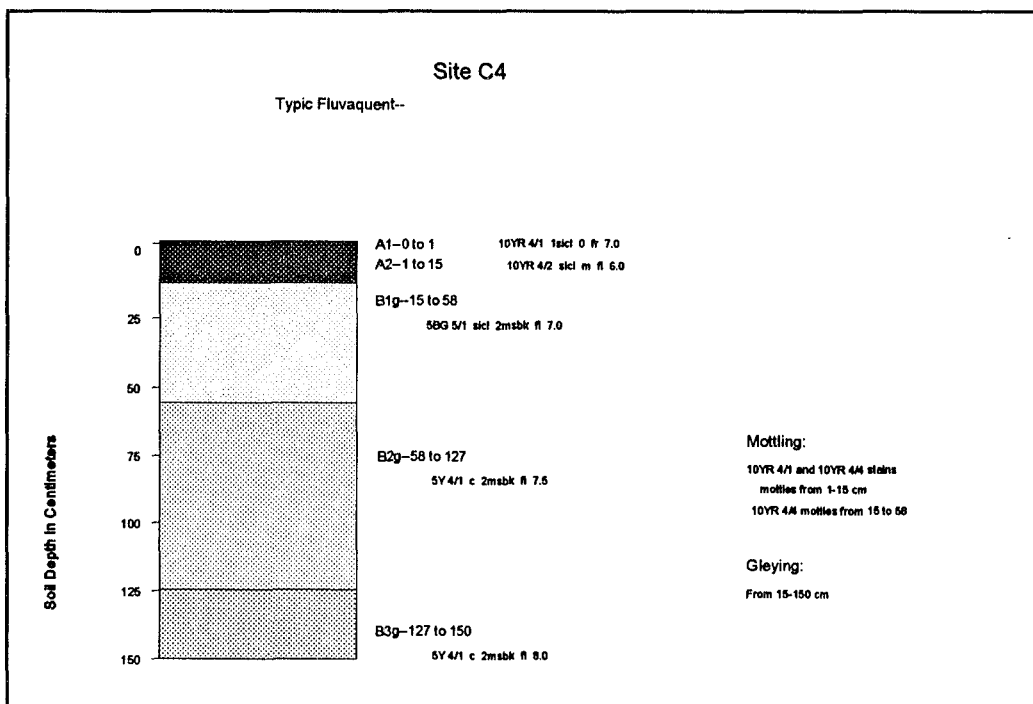 Site C4
Typic Fluvaquent--
0
25
50
75
100
125
150
Soil Depth in Centimeters
A1--0 to 1 10YR 4/1 1sicl 0 fr 7.0
A2--1 to 15 10YR 4/2 sicl m fi 6.0
B1g--15 to 58
5BG 5/1 sicl 2msbk fi 7.0
B2g--58 to 127
5Y 4/1 c 2msbk fi 7.5
B3g--127 to 150
5Y 4/1 c 2msbk fi 8.0
Mottling:
10YR 4/1 and 10YR 4/4 stains
mottles from 1-15 cm
10YR 4/4 mottles from 15 to 58
Gleying:
From 15-150 cm